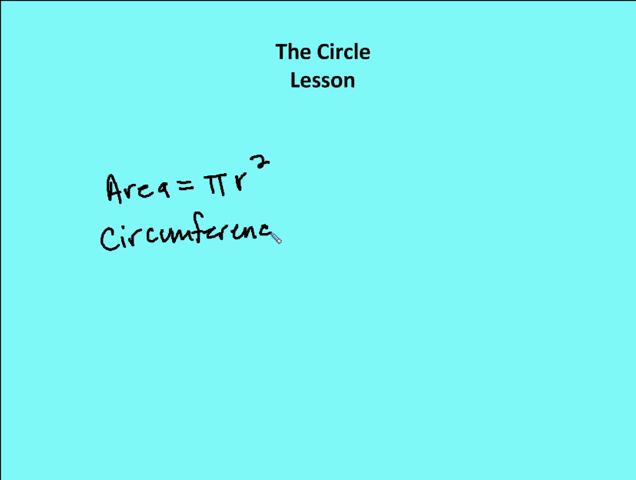 The Circle
Lesson
Area = πr²
Circumferenc